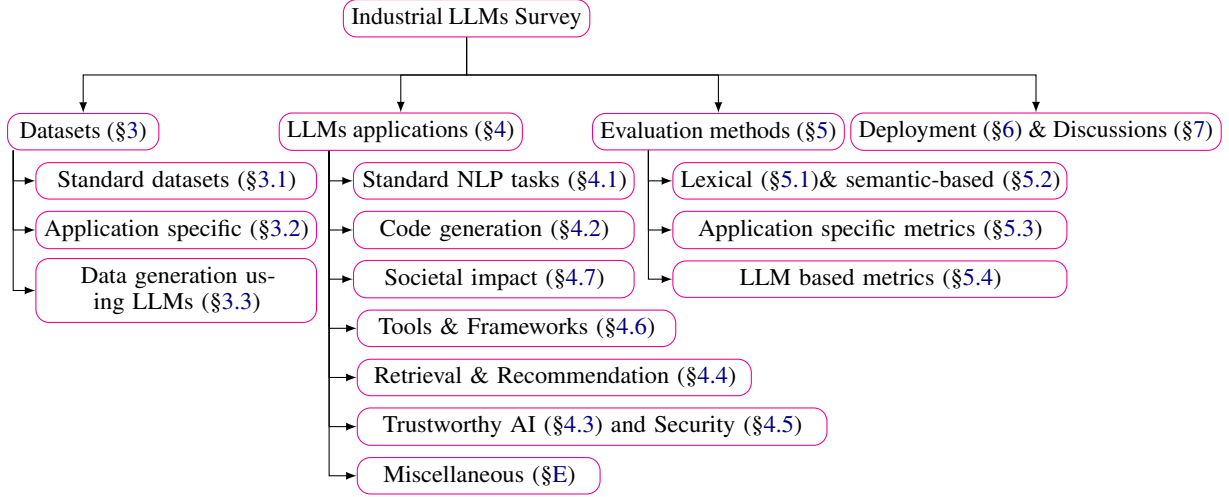 Industrial LLMs Survey
Datasets (§3)
Standard datasets (§3.1)
Application specific (§3.2)
Data generation us-
ing LLMs (§3.3)
LLMs applications (§4)
Standard NLP tasks (§4.1)
Code generation (§4.2)
Societal impact (§4.7)
Tools & Frameworks (§4.6)
Retrieval & Recommendation (§4.4)
Trustworthy AI (§4.3) and Security (§4.5)
Miscellaneous (§E)
Evaluation methods (§5)
Lexical (§5.1)& semantic-based (§5.2)
Application specific metrics (§5.3)
LLM based metrics (§5.4)
Deployment (§6) & Discussions (§7)